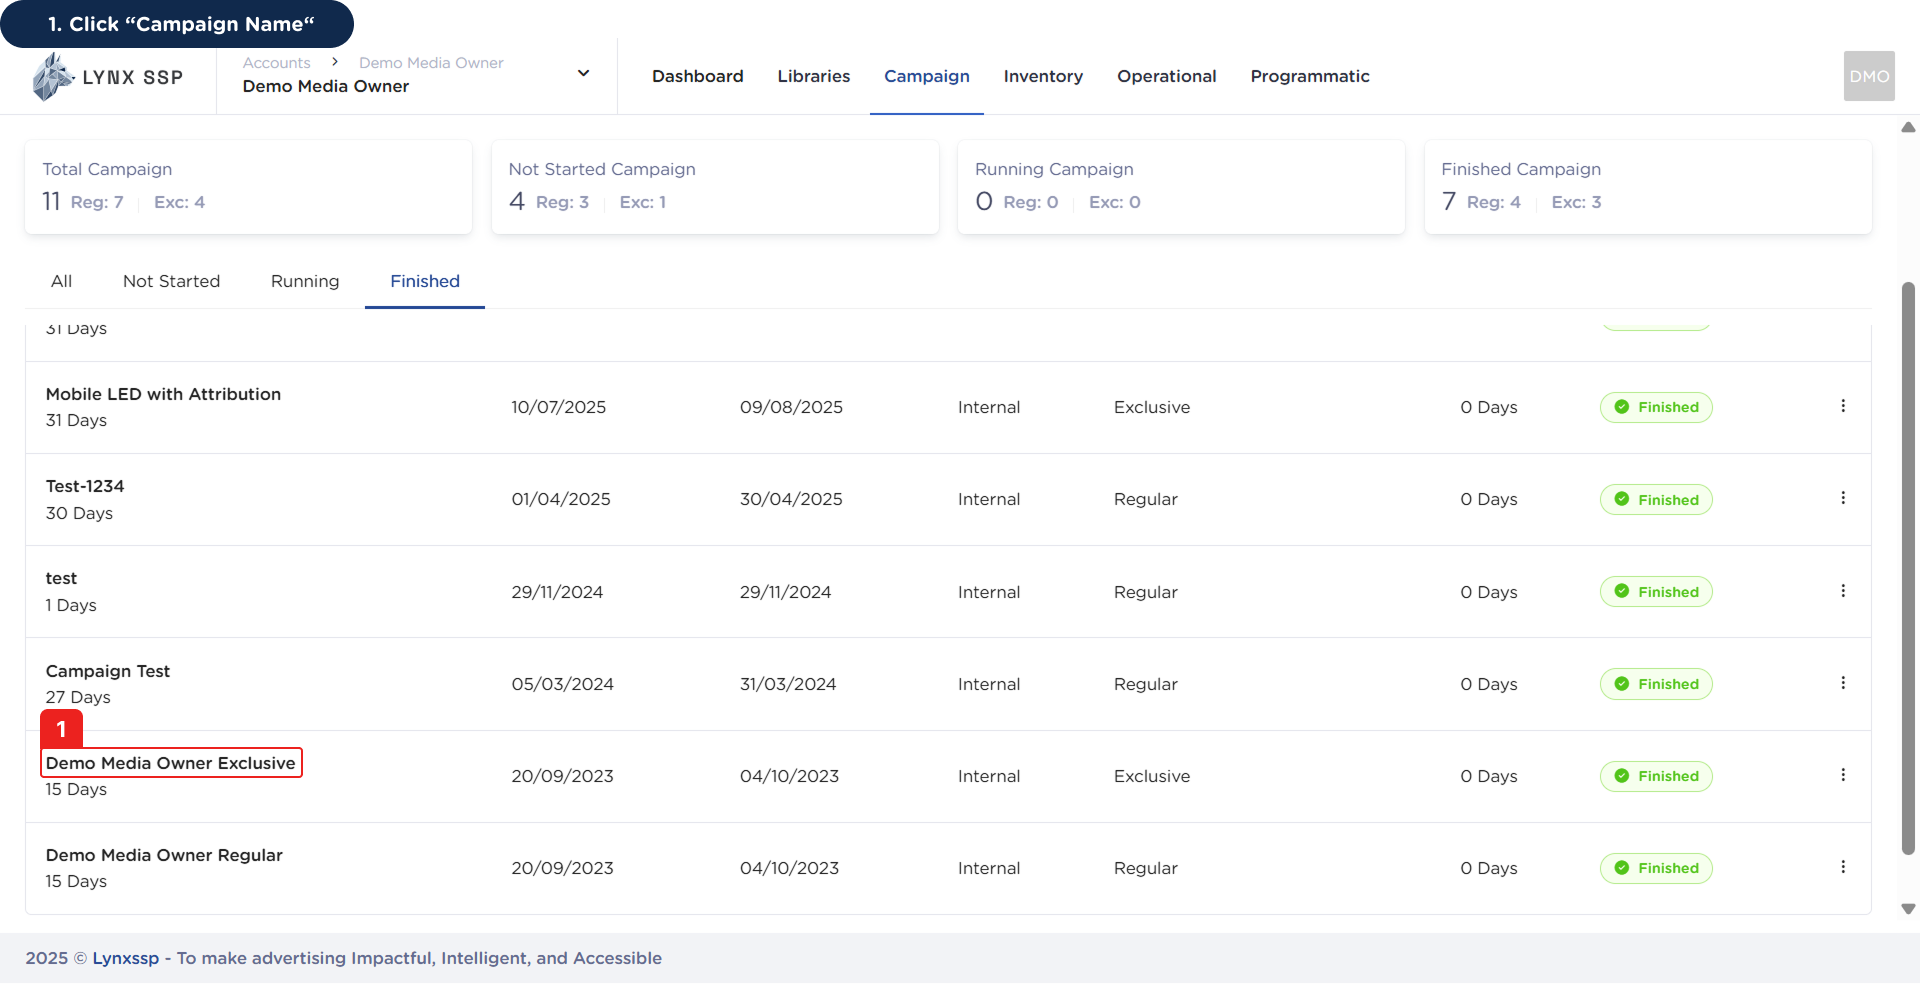 1. Click “Campaign Name“
LYNX SSP
Accounts > Demo Media Owner
Demo Media Owner
Dashboard Libraries Campaign Inventory Operational Programmatic
DMO
Total Campaign
11 Reg: 7 Exc: 4
Not Started Campaign
4 Reg: 3 Exc: 1
Running Campaign
0 Reg: 0 Exc: 0
Finished Campaign
7 Reg: 4 Exc: 3
All Not Started Running Finished
31 Days
Mobile LED with Attribution
31 Days
10/07/2025 09/08/2025 Internal Exclusive 0 Days Finished
Test-1234
30 Days
01/04/2025 30/04/2025 Internal Regular 0 Days Finished
test
1 Days
29/11/2024 29/11/2024 Internal Regular 0 Days Finished
Campaign Test
27 Days
05/03/2024 31/03/2024 Internal Regular 0 Days Finished
1
Demo Media Owner Exclusive
15 Days
20/09/2023 04/10/2023 Internal Exclusive 0 Days Finished
Demo Media Owner Regular
15 Days
20/09/2023 04/10/2023 Internal Regular 0 Days Finished
2025 © Lynxssp - To make advertising Impactful, Intelligent, and Accessible